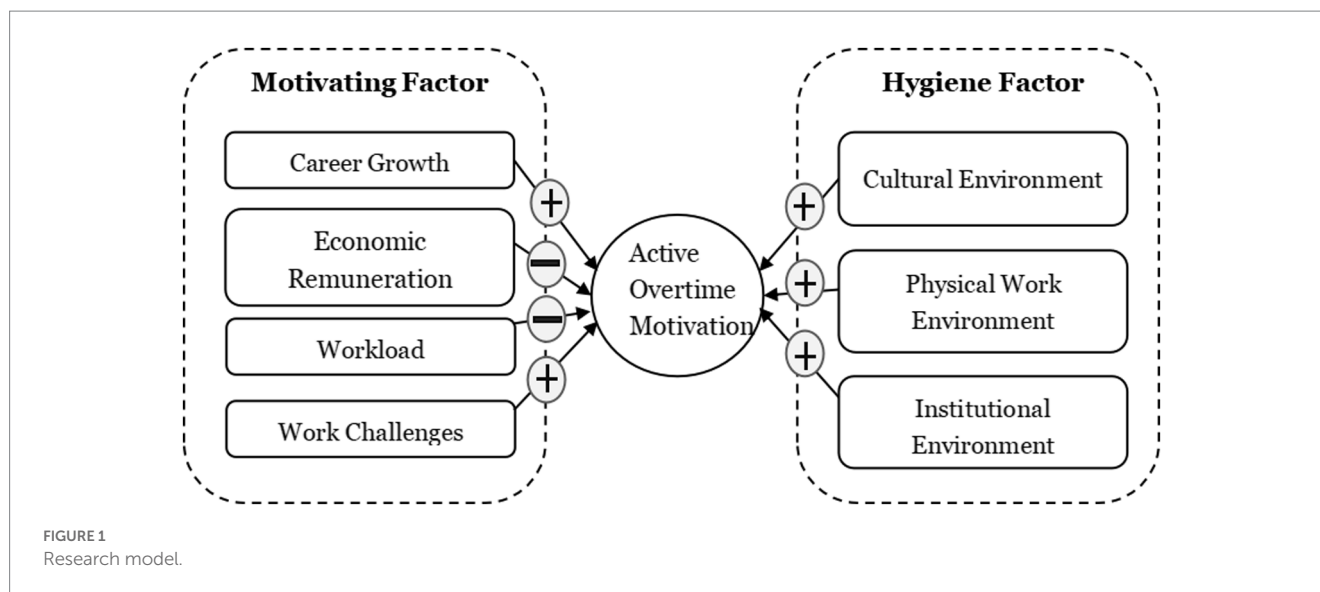 Motivating Factor
Career Growth
Economic
Remuneration
Workload
Work Challenges
+
−
−
+
Active
Overtime
Motivation
+
+
+
Hygiene Factor
Cultural Environment
Physical Work
Environment
Institutional
Environment
FIGURE 1
Research model.